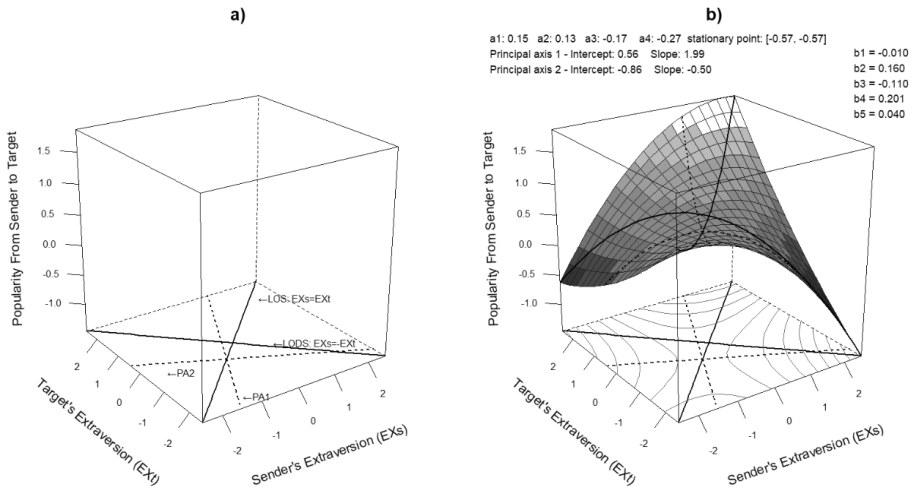 a)
Popularity From Sender to Target
1.5
1.0
0.5
0.0
-0.5
-1.0
←LOS: EXs=EXt
←LODS: EXs=-EXt
←PA2
←PA1
2
1
0
-1
-2
Target's Extraversion (EXt)
-2
-1
0
1
2
Sender's Extraversion (EXs)
b)
a1: 0.15 a2: 0.13 a3: -0.17 a4: -0.27 stationary point: [-0.57, -0.57]
Principal axis 1 - Intercept: 0.56 Slope: 1.99
Principal axis 2 - Intercept: -0.86 Slope: -0.50
b1 = -0.010
b2 = 0.160
b3 = -0.110
b4 = 0.201
b5 = 0.040
Popularity From Sender to Target
1.5
1.0
0.5
0.0
-0.5
-1.0
2
1
0
-1
-2
Target's Extraversion (EXt)
-2
-1
0
1
2
Sender's Extraversion (EXs)